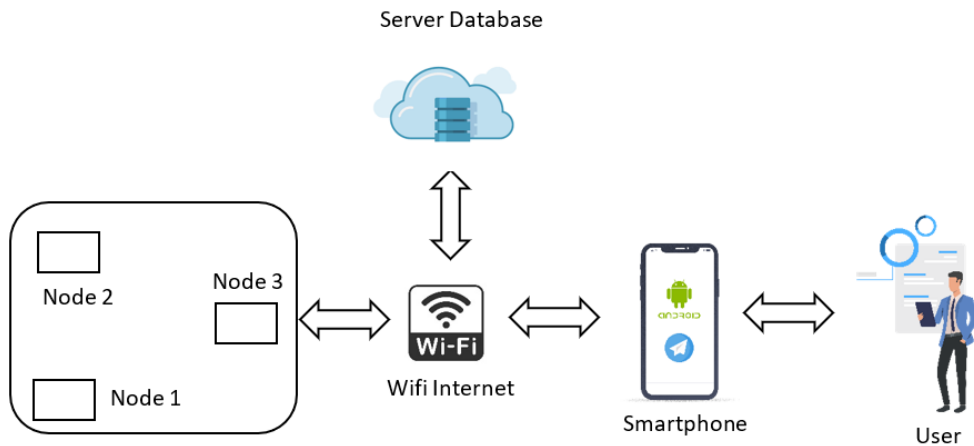 Server Database
Node 2
Node 3
Node 1
Wi-Fi
Wifi Internet
ANDROID
Smartphone
User